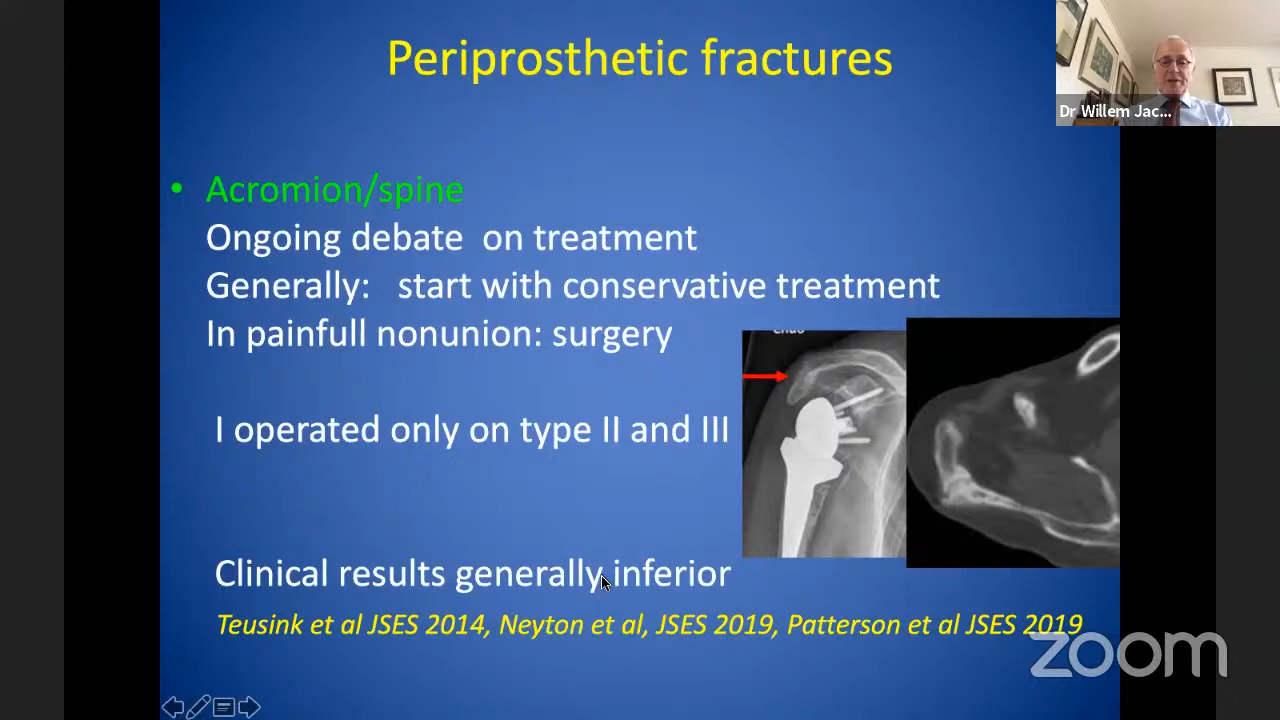 Periprosthetic fractures
Dr Willem Jac...
• Acromion/spine
Ongoing debate on treatment
Generally: start with conservative treatment
In painfull nonunion: surgery
I operated only on type II and III
Clinical results generally inferior
Teusink et al JSES 2014, Neyton et al, JSES 2019, Patterson et al JSES 2019
zoom